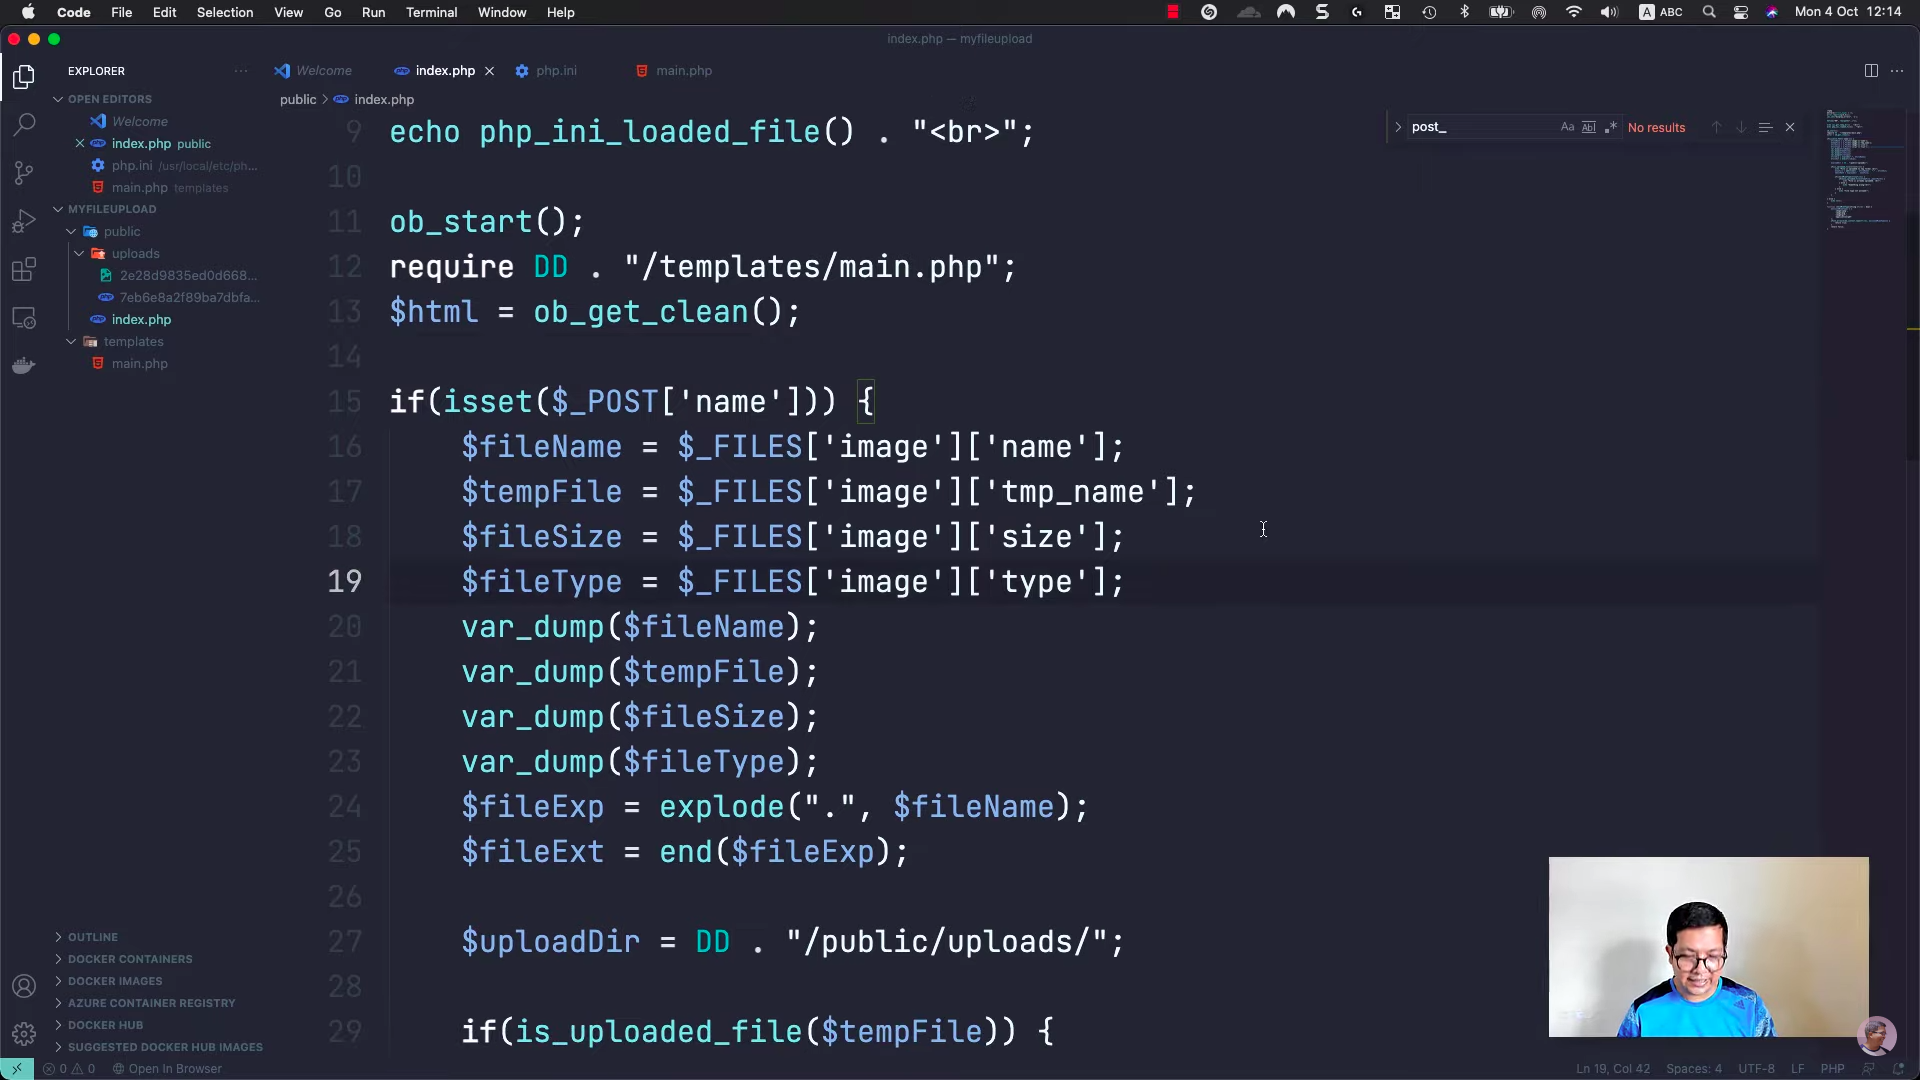 Code File Edit Selection View Go Run Terminal Window Help
A ABC Mon 4 Oct 12:14
index.php — myfileupload
EXPLORER
Welcome index.php php.ini main.php
public > index.php
OPEN EDITORS
Welcome
index.php public
php.ini /usr/local/etc/ph...
main.php templates
MYFILEUPLOAD
public
uploads
2e28d9835ed0d668...
7eb6e8a2f89ba7dbfa...
index.php
templates
main.php
OUTLINE
DOCKER CONTAINERS
DOCKER IMAGES
AZURE CONTAINER REGISTRY
DOCKER HUB
SUGGESTED DOCKER HUB IMAGES
post_ Aa Abl .* No results
9 echo php_ini_loaded_file() . "<br>";
10
11 ob_start();
12 require DD . "/templates/main.php";
13 $html = ob_get_clean();
14
15 if(isset($_POST['name'])) {
16 $fileName = $_FILES['image']['name'];
17 $tempFile = $_FILES['image']['tmp_name'];
18 $fileSize = $_FILES['image']['size'];
19 $fileType = $_FILES['image']['type'];
20 var_dump($fileName);
21 var_dump($tempFile);
22 var_dump($fileSize);
23 var_dump($fileType);
24 $fileExp = explode(".", $fileName);
25 $fileExt = end($fileExp);
26
27 $uploadDir = DD . "/public/uploads/";
28
29 if(is_uploaded_file($tempFile)) {
0 0 Open In Browser
Ln 19, Col 42 Spaces: 4 UTF-8 LF PHP